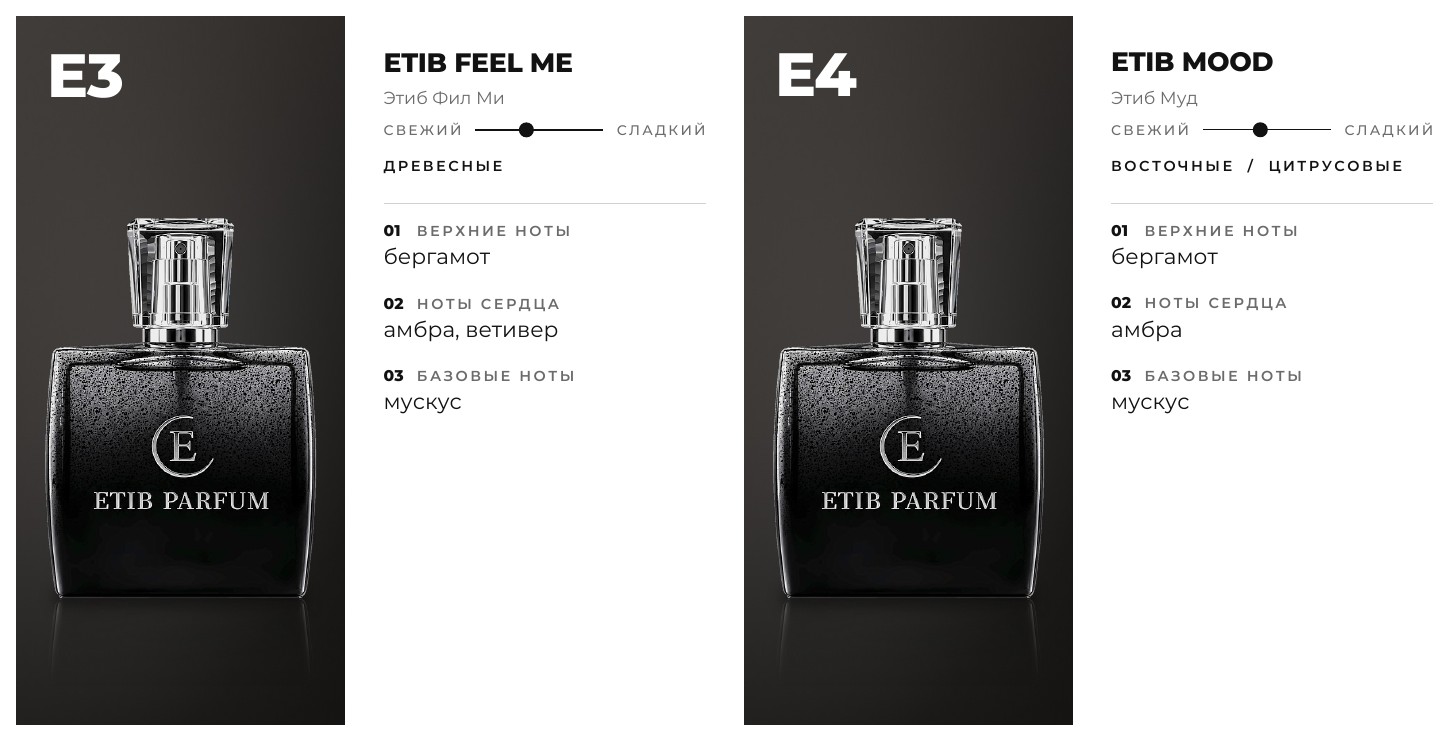 E3
ETIB FEEL ME
Этиб Фил Ми
СВЕЖИЙ СЛАДКИЙ
ДРЕВЕСНЫЕ
01 ВЕРХНИЕ НОТЫ
бергамот
02 НОТЫ СЕРДЦА
амбра, ветивер
03 БАЗОВЫЕ НОТЫ
мускус
E
ETIB PARFUM
E4
ETIB MOOD
Этиб Муд
СВЕЖИЙ СЛАДКИЙ
ВОСТОЧНЫЕ / ЦИТРУСОВЫЕ
01 ВЕРХНИЕ НОТЫ
бергамот
02 НОТЫ СЕРДЦА
амбра
03 БАЗОВЫЕ НОТЫ
мускус
E
ETIB PARFUM